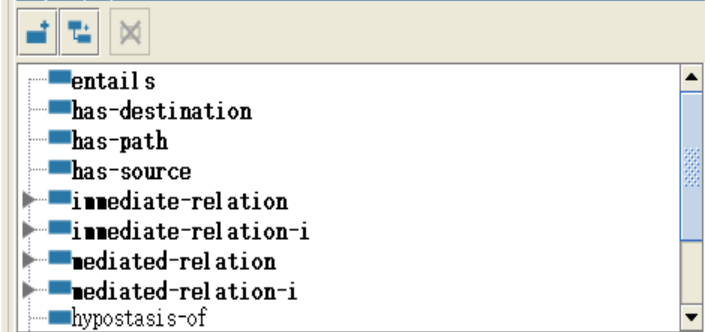 entails
has-destination
has-path
has-source
immediate-relation
immediate-relation-i
mediated-relation
mediated-relation-i
hypostasis-of